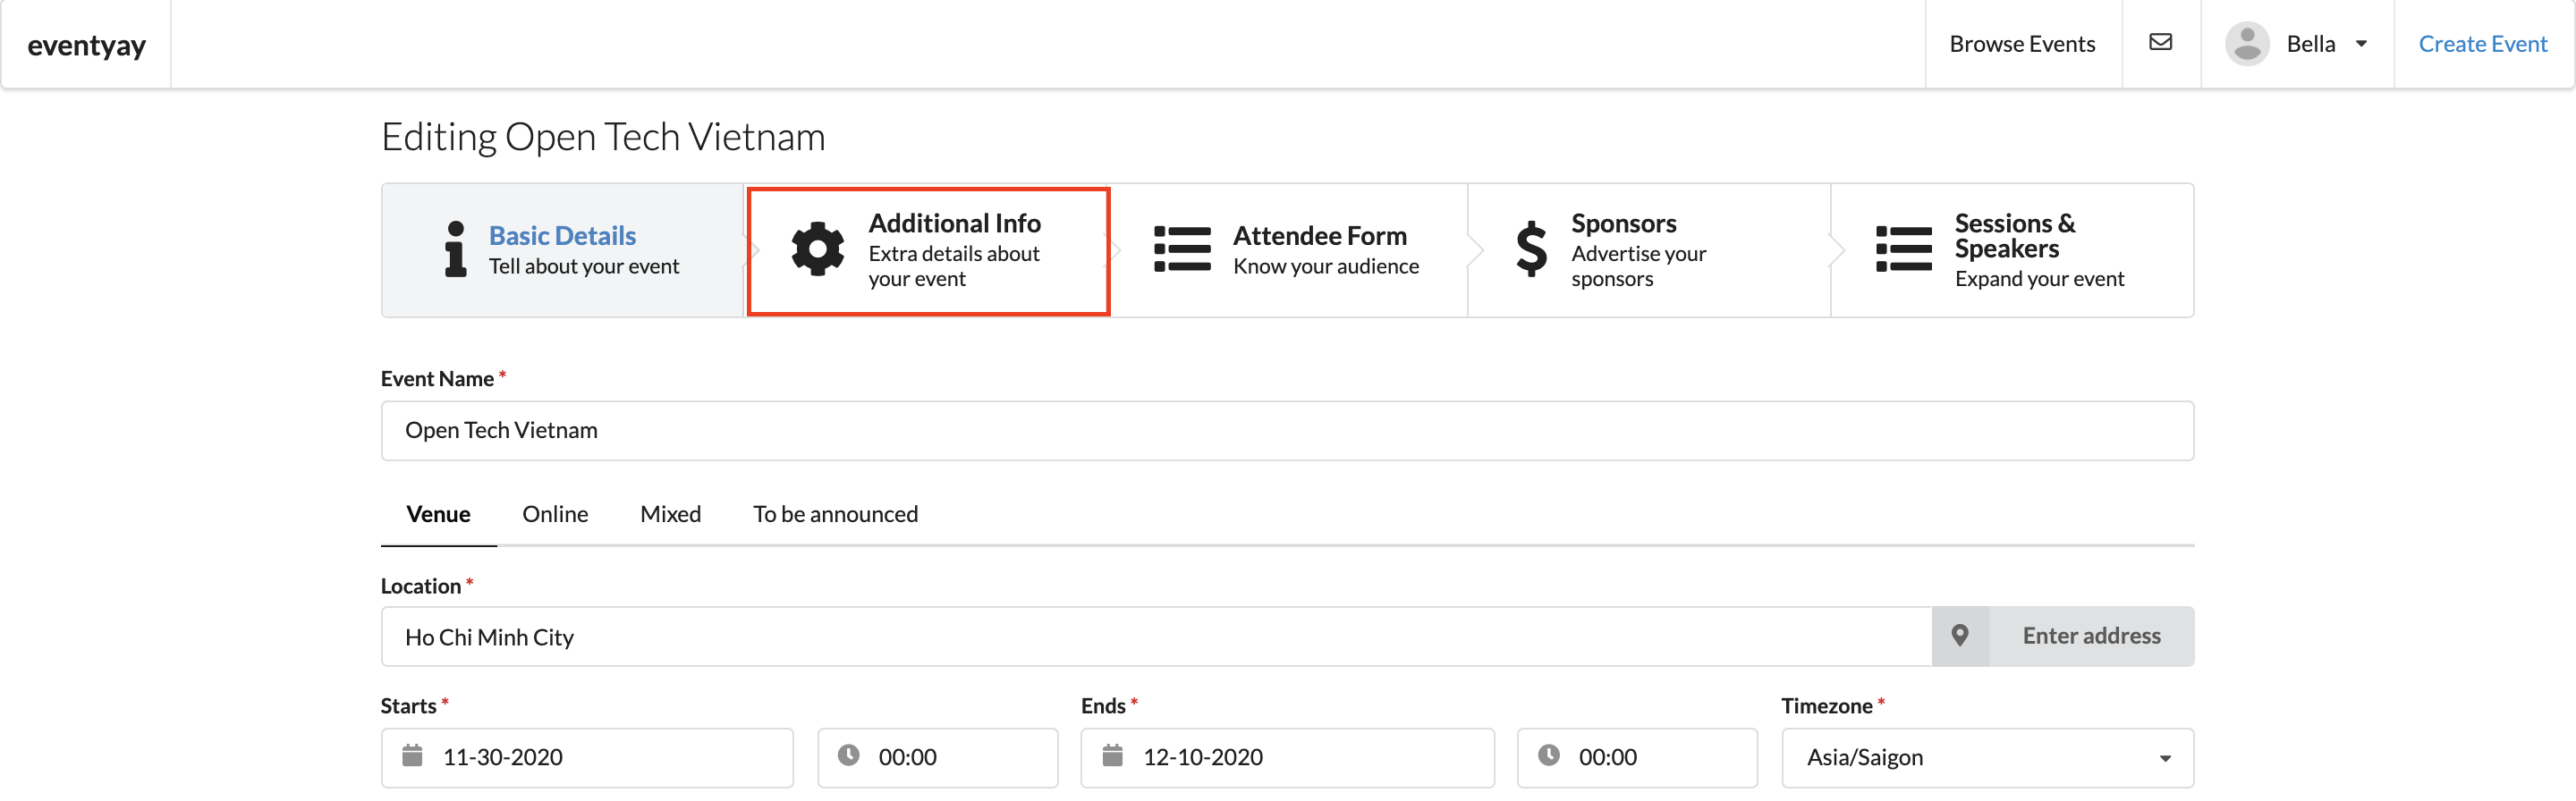 eventyay
Browse Events
Bella
Create Event
Editing Open Tech Vietnam
Basic Details
Tell about your event
Additional Info
Extra details about
your event
Attendee Form
Know your audience
Sponsors
Advertise your
sponsors
Sessions &
Speakers
Expand your event
Event Name *
Open Tech Vietnam
Venue Online Mixed To be announced
Location *
Ho Chi Minh City Enter address
Starts * Ends * Timezone *
11-30-2020 00:00 12-10-2020 00:00 Asia/Saigon